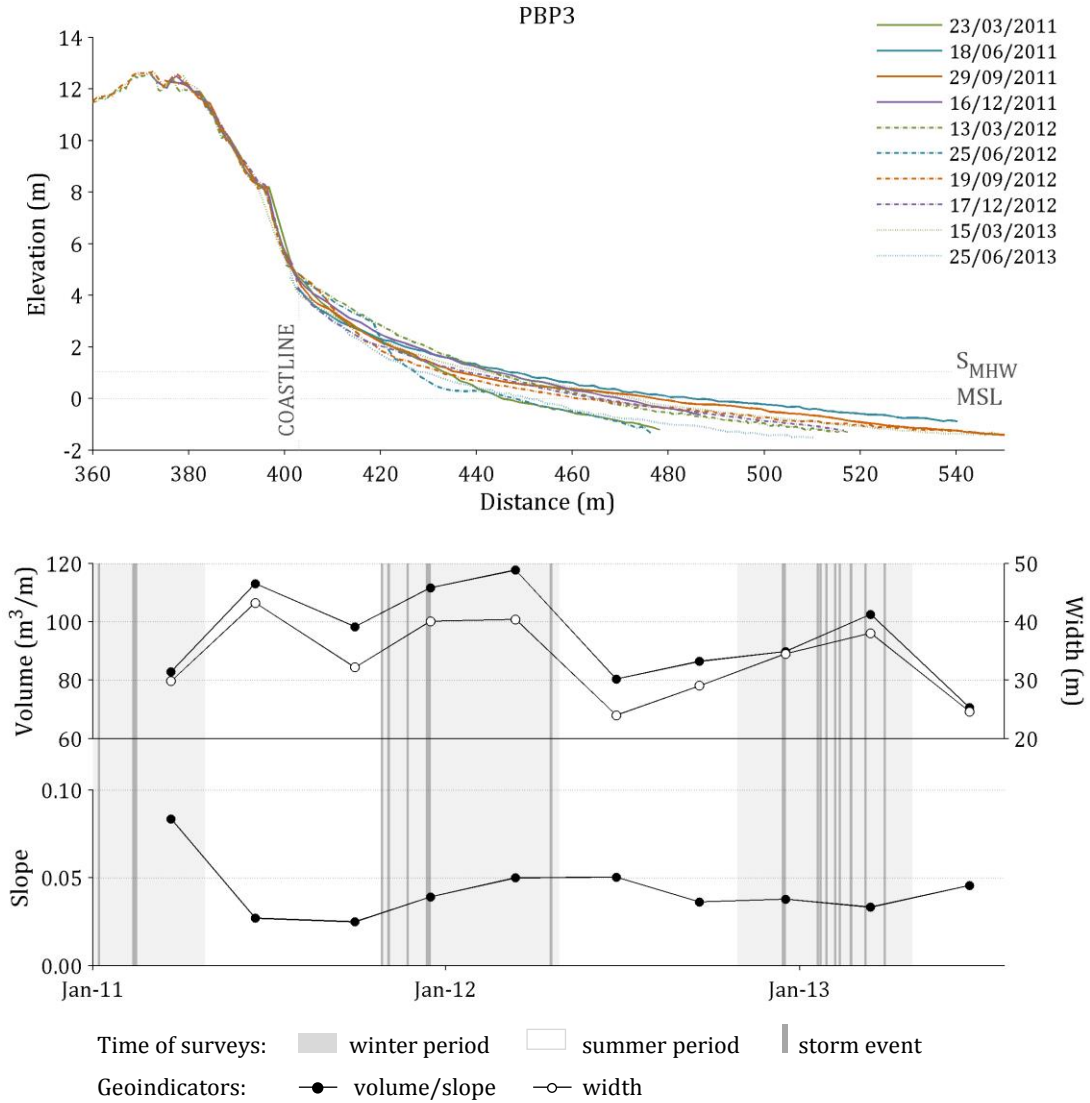 PBP3
23/03/2011
18/06/2011
29/09/2011
16/12/2011
13/03/2012
25/06/2012
19/09/2012
17/12/2012
15/03/2013
25/06/2013
Elevation (m)
14
12
10
8
6
4
2
0
-2
COASTLINE
SMHW
MSL
360 380 400 420 440 460 480 500 520 540
Distance (m)
Volume (m³/m)
120
100
80
60
Width (m)
50
40
30
20
Slope
0.10
0.05
0.00
Jan-11 Jan-12 Jan-13
Time of surveys: winter period summer period storm event
Geoindicators: volume/slope width